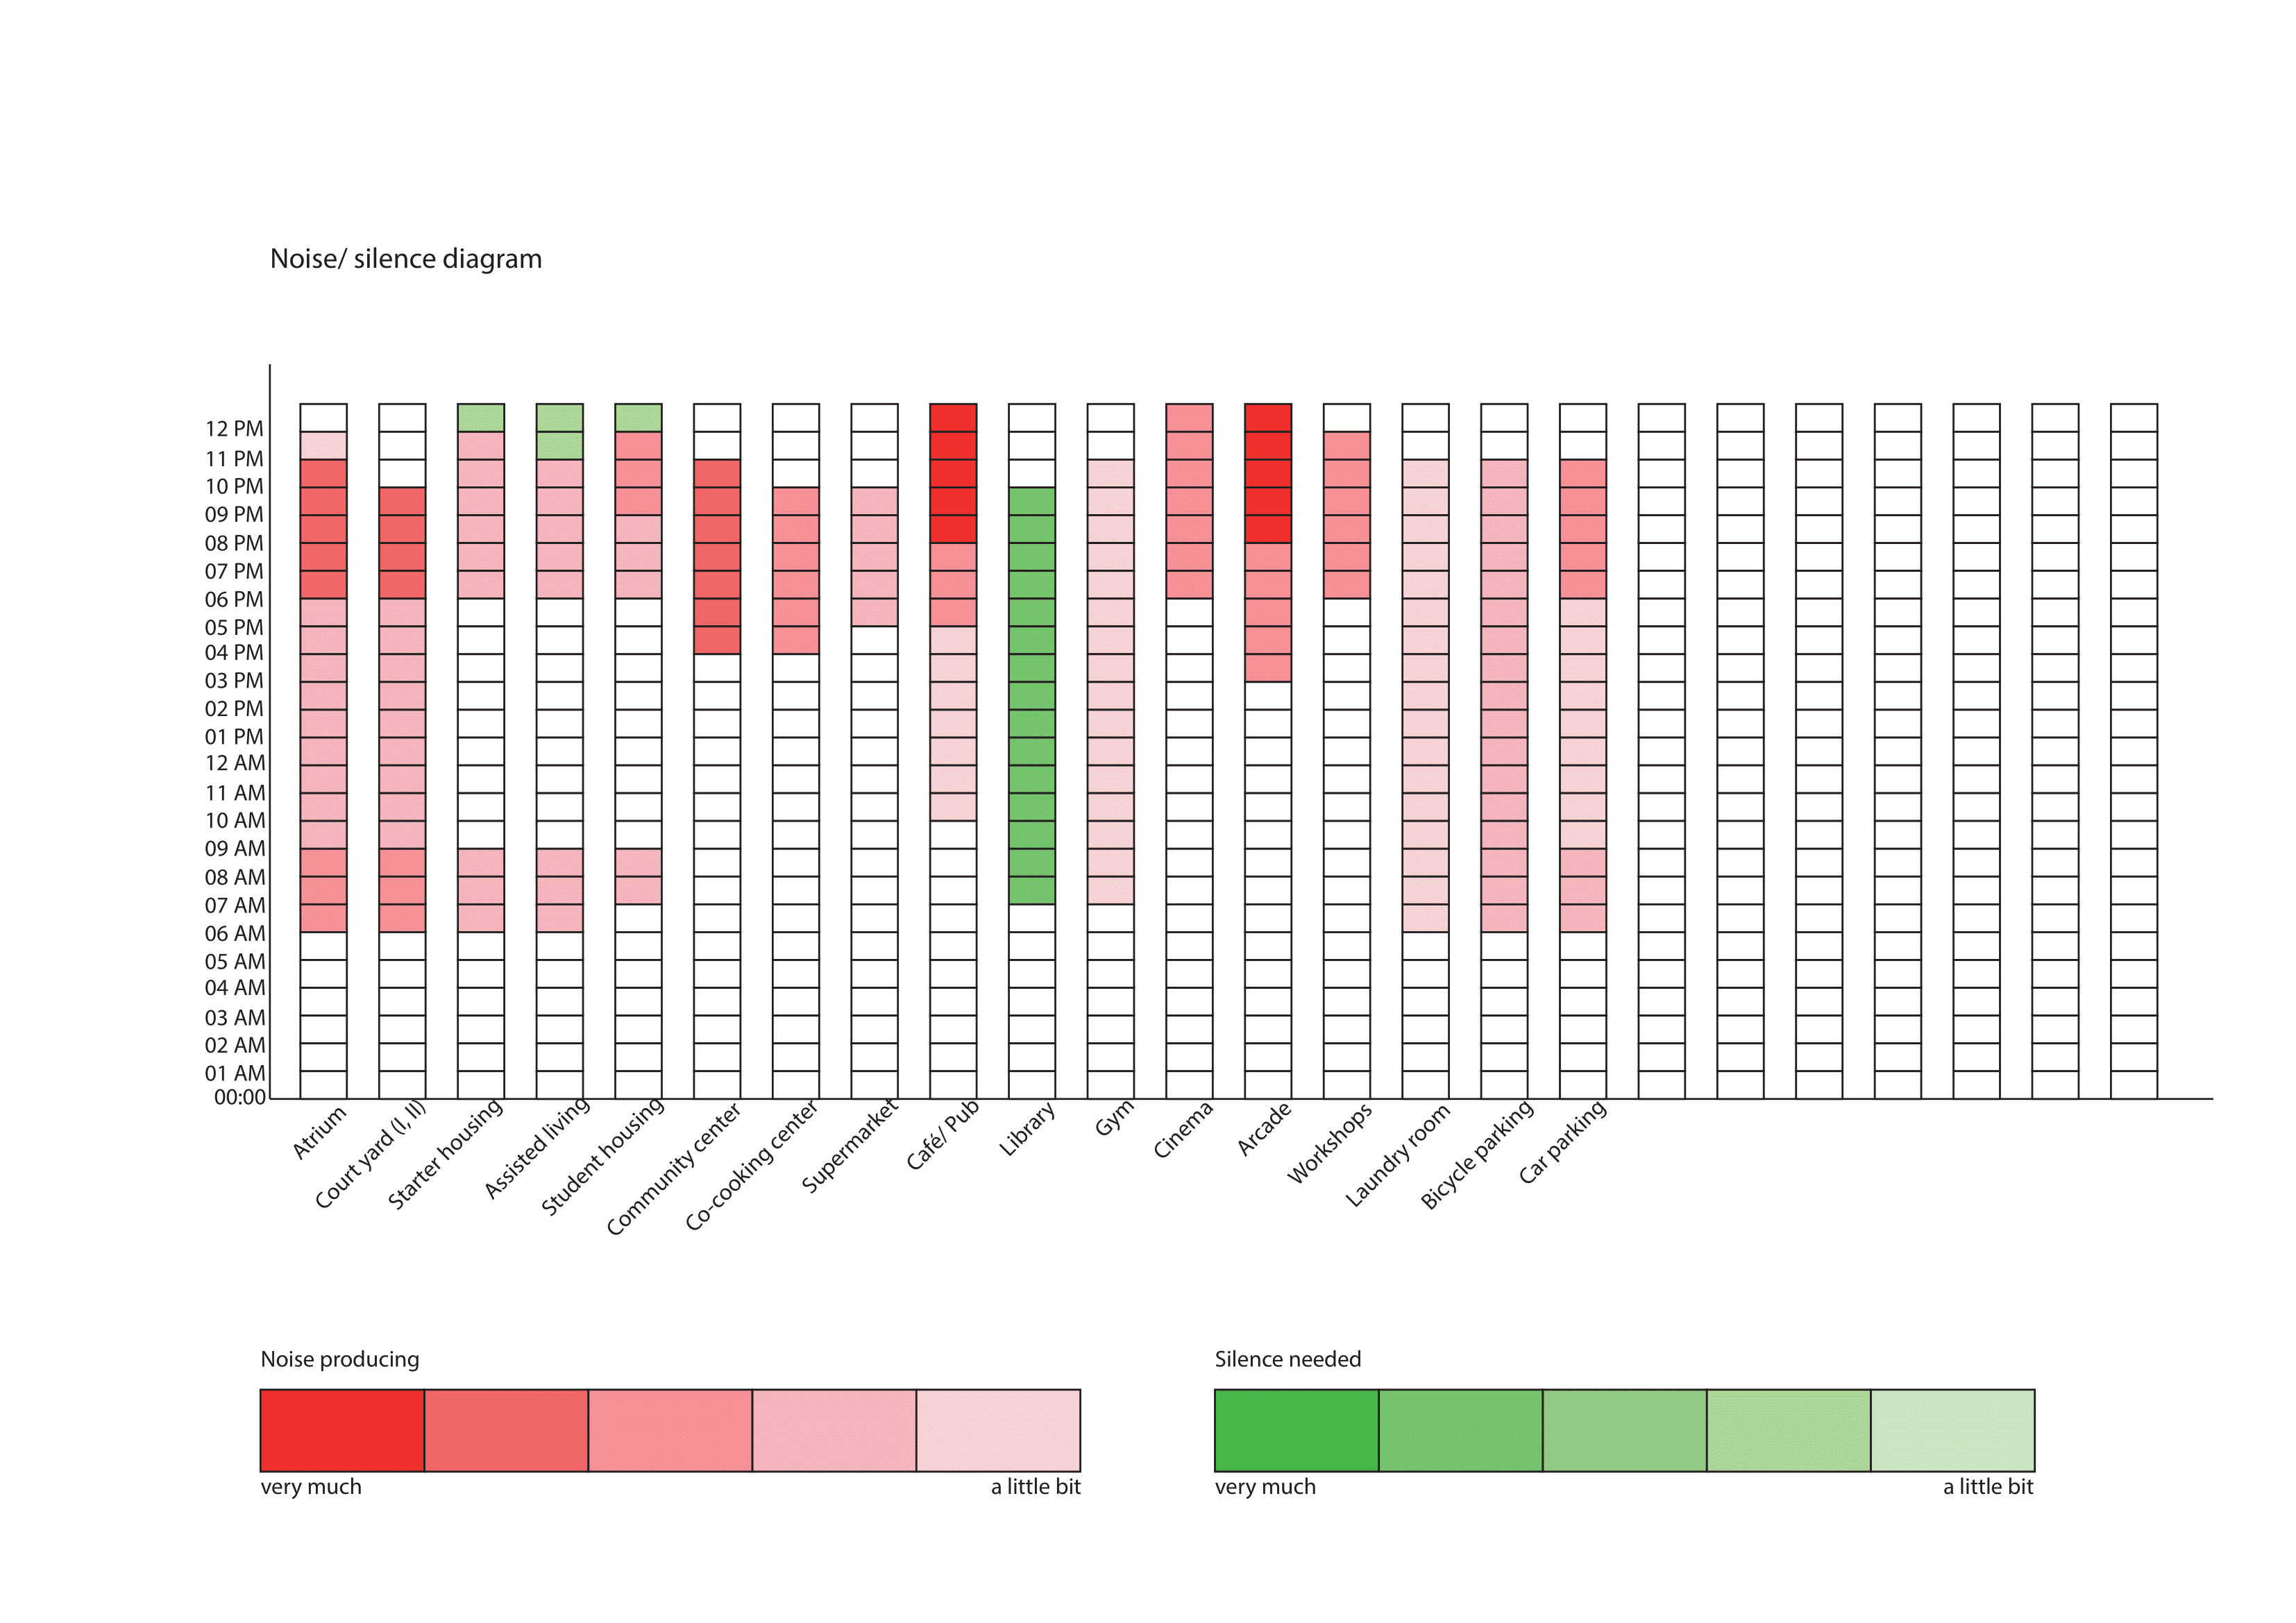 Noise/ silence diagram
12 PM
11 PM
10 PM
09 PM
08 PM
07 PM
06 PM
05 PM
04 PM
03 PM
02 PM
01 PM
12 AM
11 AM
10 AM
09 AM
08 AM
07 AM
06 AM
05 AM
04 AM
03 AM
02 AM
01 AM
00:00
Atrium
Court yard (I, II)
Starter housing
Assisted living
Student housing
Community center
Co-cooking center
Supermarket
Café/ Pub
Library
Gym
Cinema
Arcade
Workshops
Laundry room
Bicycle parking
Car parking
Noise producing
very much
a little bit
Silence needed
very much
a little bit